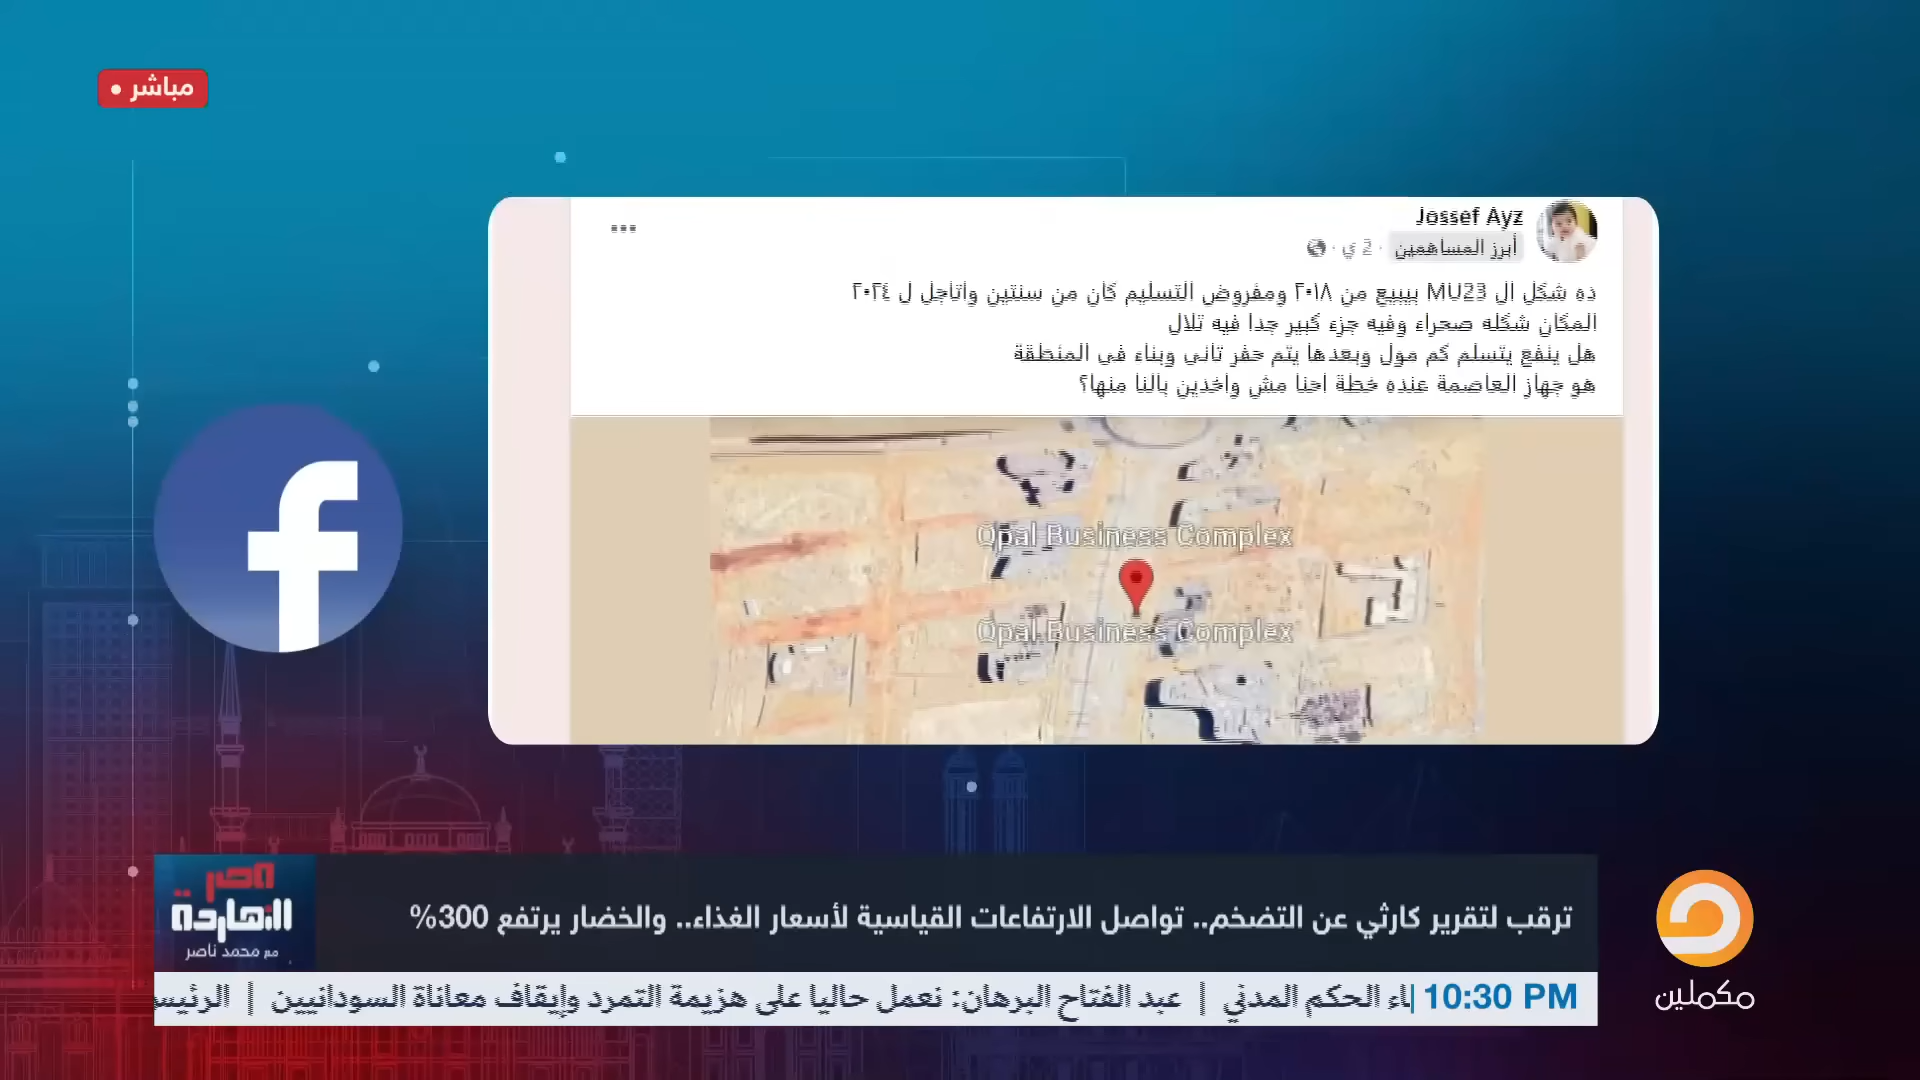 مباشر
Jossef Ayz
أبرز المساهمين · 2 ي ·
ده شكل ال MU23 بيبيع من ٢٠١٨ ومفروض التسليم كان من سنتين واتأجل ل ٢٠٢٤
المكان شكله صحراء وفيه جزء كبير جدا فيه تلال
هل ينفع يتسلم كم مول وبعدها يتم حفر تاني وبناء في المنطقة
هو جهاز العاصمة عنده خطة احنا مش واخدين بالنا منها؟
Opal Business Complex
Opal Business Complex
مصر
النهاردة
مع محمد ناصر
ترقب لتقرير كارثي عن التضخم.. تواصل الارتفاعات القياسية لأسعار الغذاء.. والخضار يرتفع 300%
10:30 PM
الحكم المدني | عبد الفتاح البرهان: نعمل حاليا على هزيمة التمرد وإيقاف معاناة السودانيين |
مكملين